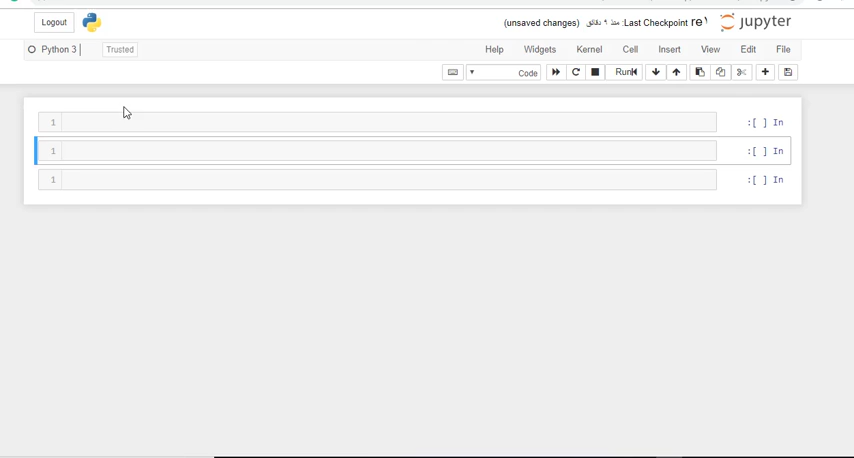 jupyter re١ Last Checkpoint: منذ ٩ دقائق (unsaved changes) Logout
File Edit View Insert Cell Kernel Widgets Help Trusted Python 3
Run Code
In [ ]: 1
In [ ]: 1
In [ ]: 1